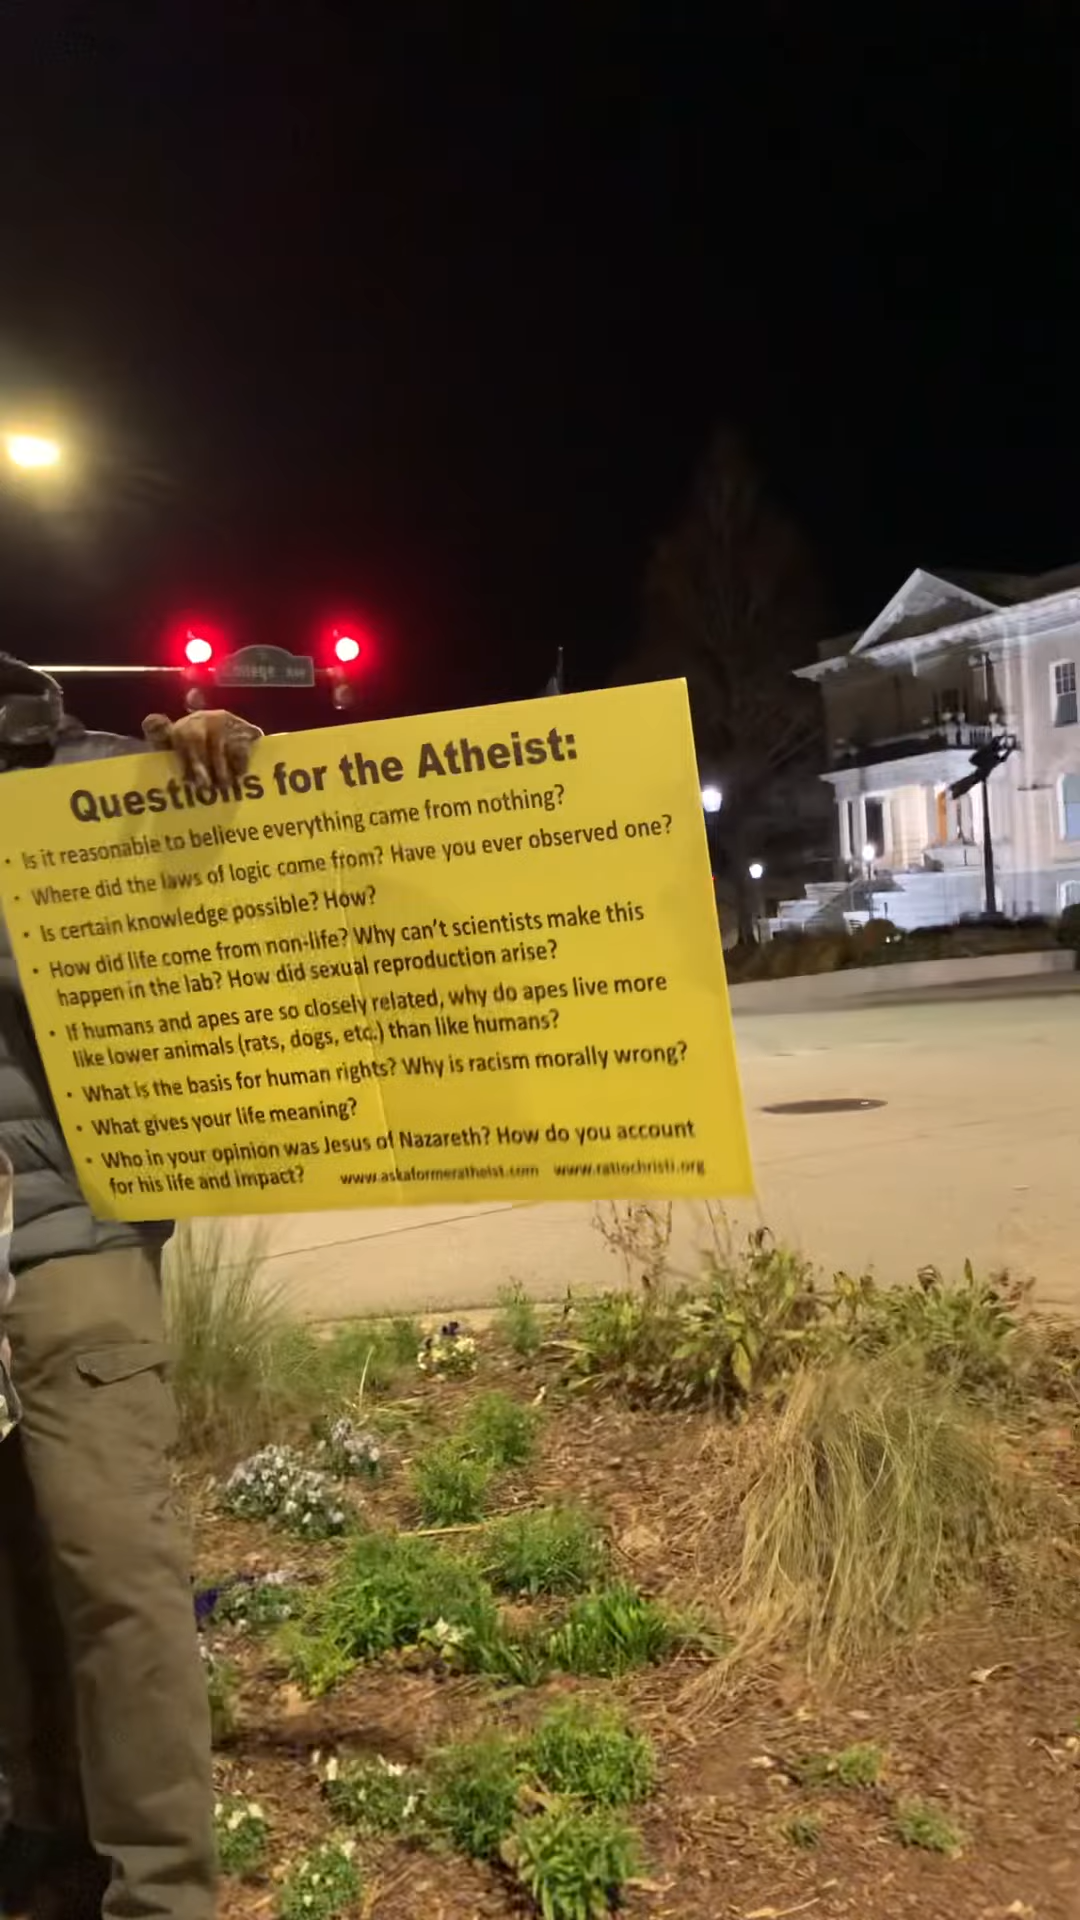 College Ave
Questions for the Atheist:
• Is it reasonable to believe everything came from nothing?
• Where did the laws of logic come from? Have you ever observed one?
• Is certain knowledge possible? How?
• How did life come from non-life? Why can't scientists make this
happen in the lab? How did sexual reproduction arise?
• If humans and apes are so closely related, why do apes live more
like lower animals (rats, dogs, etc.) than like humans?
• What is the basis for human rights? Why is racism morally wrong?
• What gives your life meaning?
• Who in your opinion was Jesus of Nazareth? How do you account
for his life and impact? www.askaformeratheist.com www.ratiochristi.org